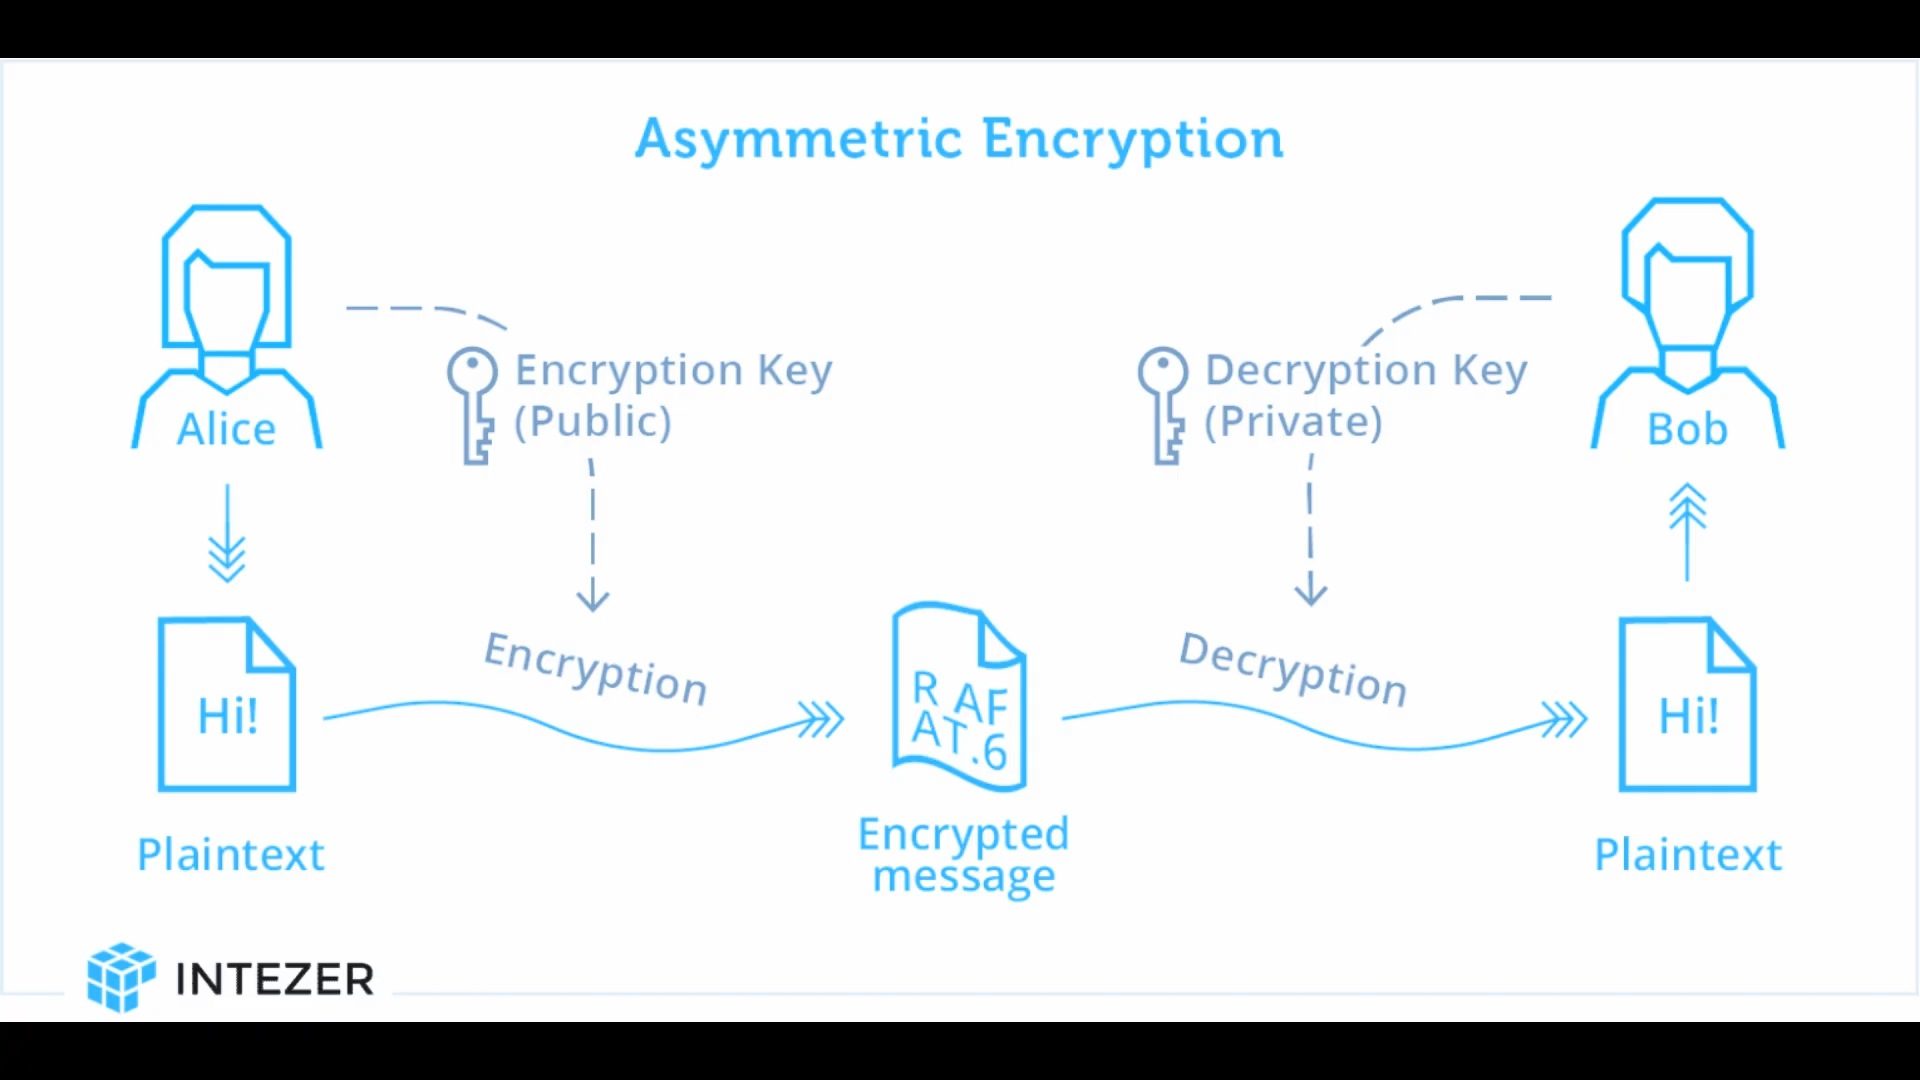 Asymmetric Encryption
Alice
Encryption Key
(Public)
Decryption Key
(Private)
Bob
Encryption
Decryption
Hi!
R AF
AT.6
Hi!
Plaintext
Encrypted
message
Plaintext
INTEZER